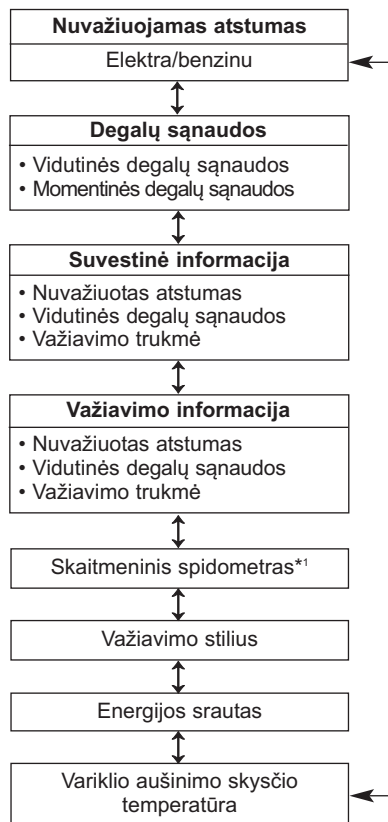 Nuvažiuojamas atstumas
Elektra/benzinu
Degalų sąnaudos
• Vidutinės degalų sąnaudos
• Momentinės degalų sąnaudos
Suvestinė informacija
• Nuvažiuotas atstumas
• Vidutinės degalų sąnaudos
• Važiavimo trukmė
Važiavimo informacija
• Nuvažiuotas atstumas
• Vidutinės degalų sąnaudos
• Važiavimo trukmė
Skaitmeninis spidometras*¹
Važiavimo stilius
Energijos srautas
Variklio aušinimo skysčio
temperatūra